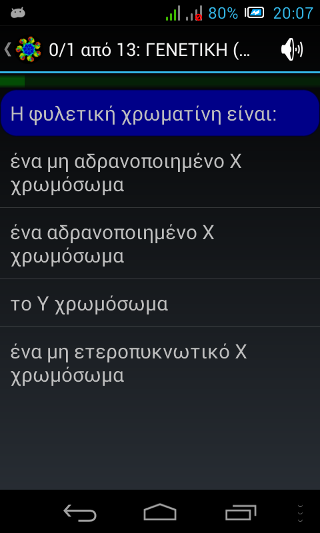 80% 20:07
0/1 από 13: ΓΕΝΕΤΙΚΗ (...
Η φυλετική χρωματίνη είναι:
ένα μη αδρανοποιημένο Χ
χρωμόσωμα
ένα αδρανοποιημένο Χ
χρωμόσωμα
το Υ χρωμόσωμα
ένα μη ετεροπυκνωτικό Χ
χρωμόσωμα